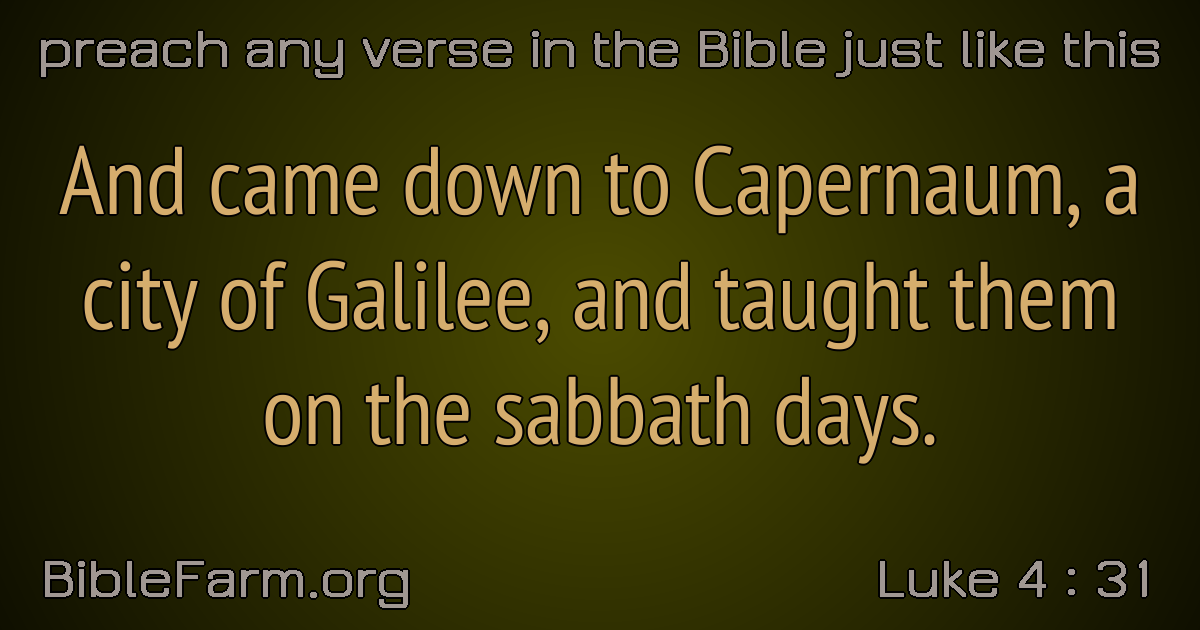 preach any verse in the Bible just like this
And came down to Capernaum, a
city of Galilee, and taught them
on the sabbath days.
BibleFarm.org
Luke 4 : 31